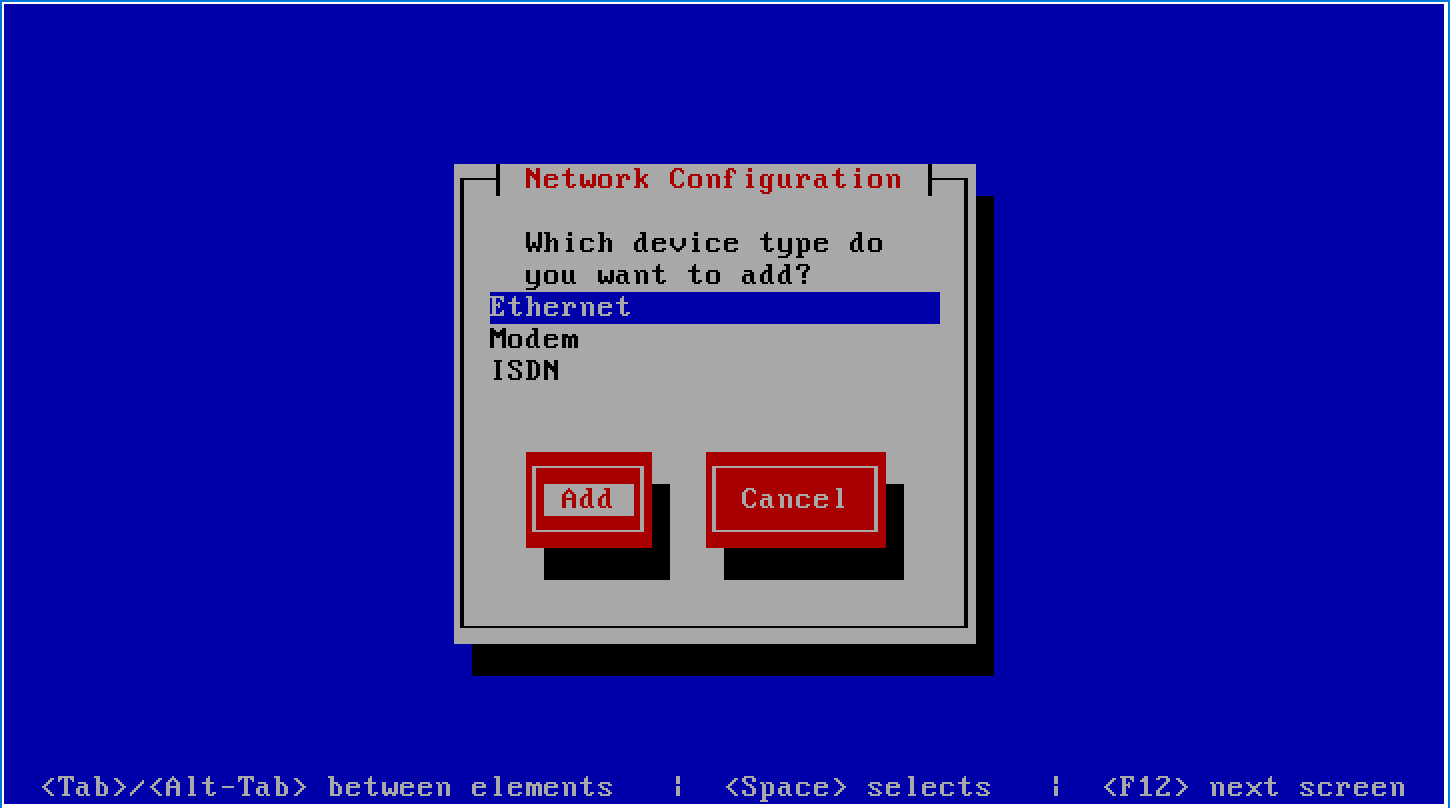 Network Configuration
Which device type do
you want to add?
Ethernet
Modem
ISDN
Add Cancel
<Tab>/<Alt-Tab> between elements | <Space> selects | <F12> next screen